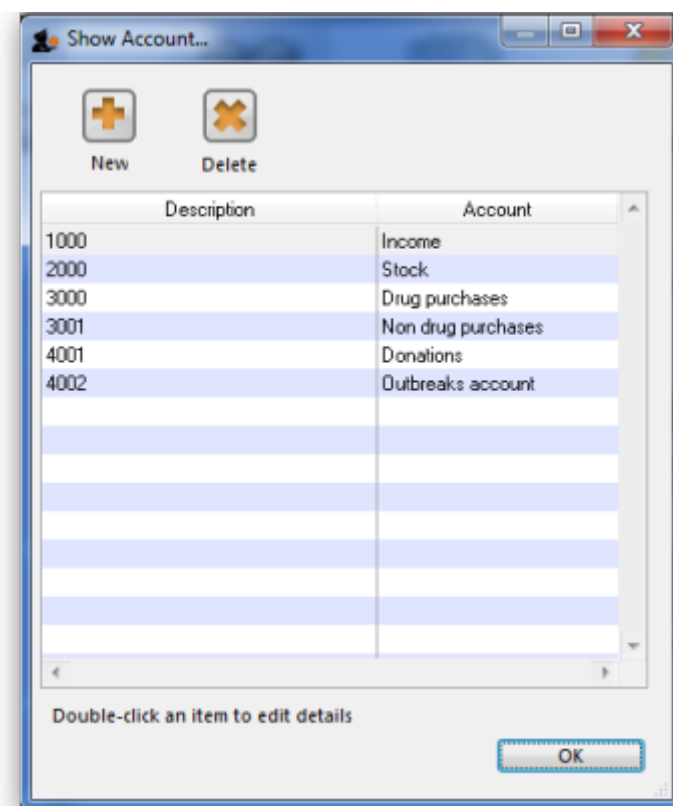 Show Account...
New Delete
Description Account
1000 Income
2000 Stock
3000 Drug purchases
3001 Non drug purchases
4001 Donations
4002 Outbreaks account
Double-click an item to edit details
OK